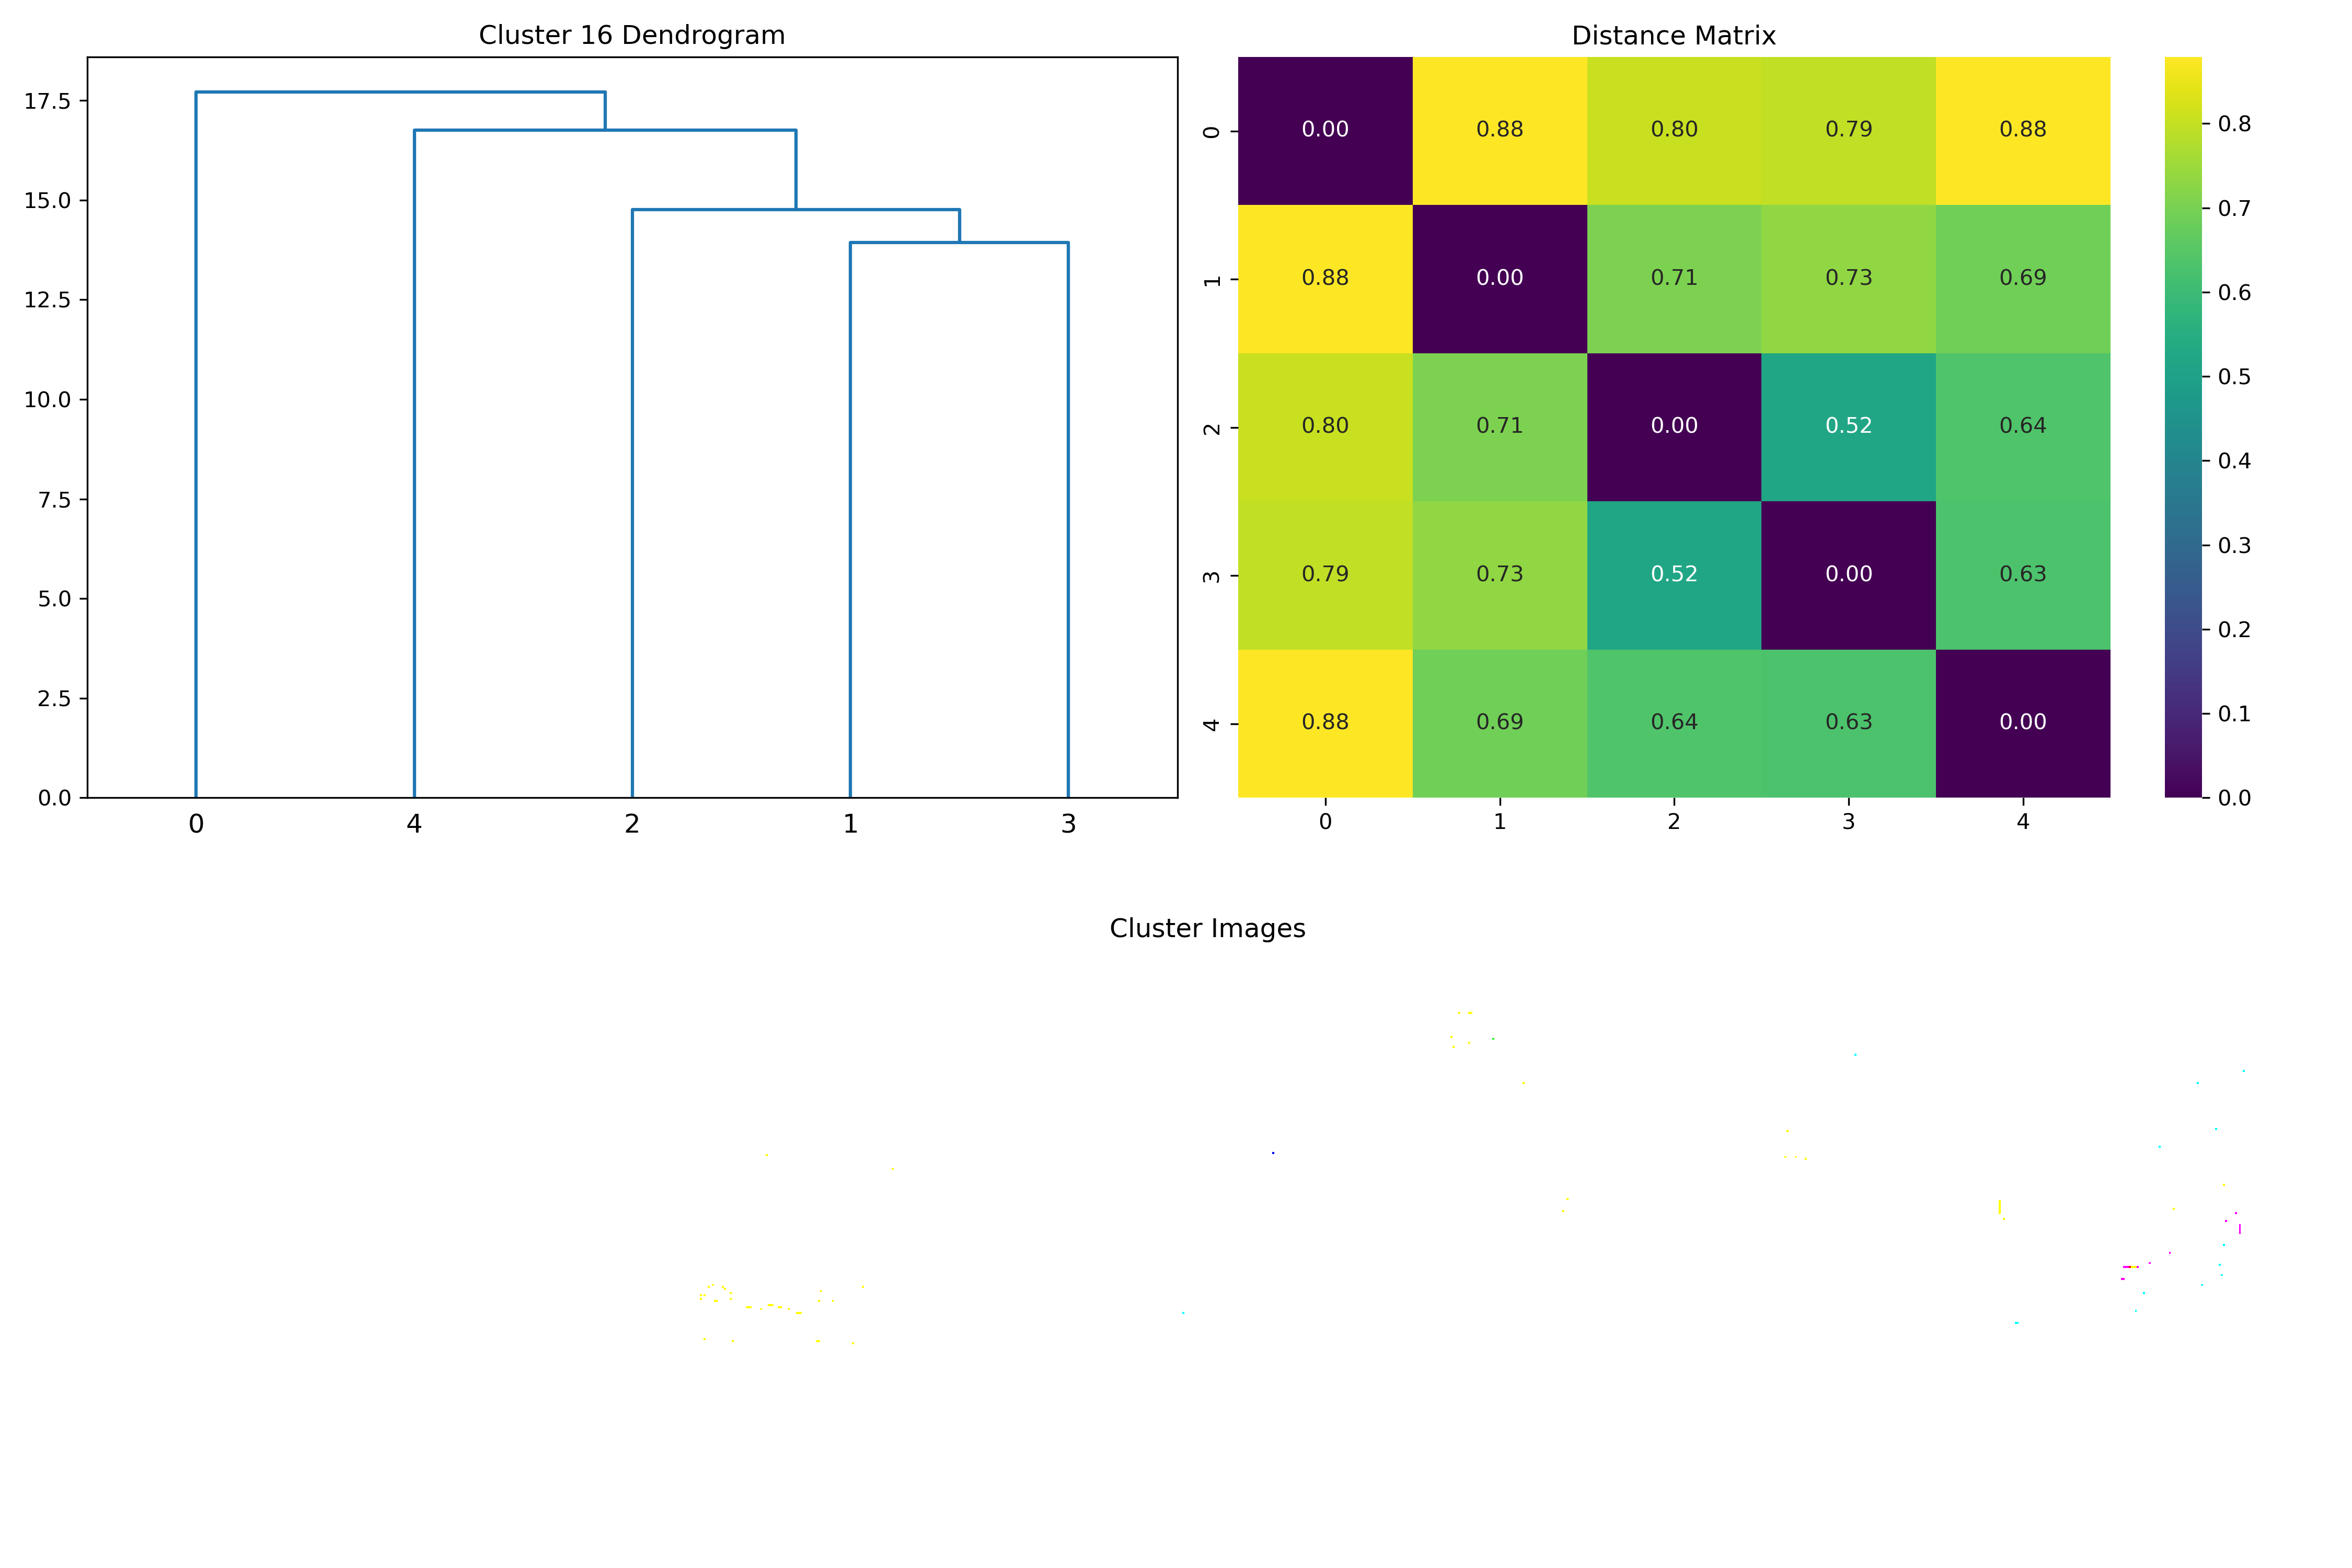 Cluster 16 Dendrogram
17.5
15.0
12.5
10.0
7.5
5.0
2.5
0.0
0 4 2 1 3
Distance Matrix
0 0.00 0.88 0.80 0.79 0.88
1 0.88 0.00 0.71 0.73 0.69
2 0.80 0.71 0.00 0.52 0.64
3 0.79 0.73 0.52 0.00 0.63
4 0.88 0.69 0.64 0.63 0.00
0 1 2 3 4
0.8
0.7
0.6
0.5
0.4
0.3
0.2
0.1
0.0
Cluster Images